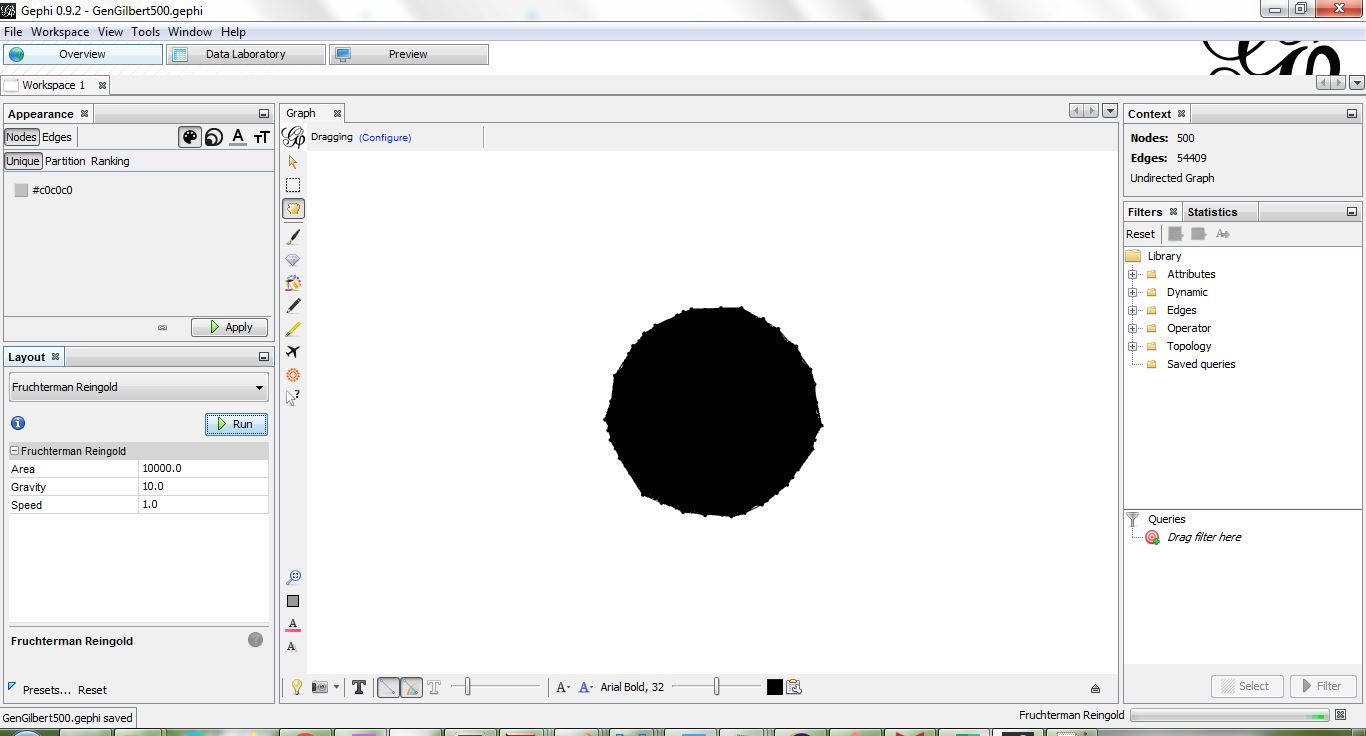 Gephi 0.9.2 - GenGilbert500.gephi
File Workspace View Tools Window Help
Overview Data Laboratory Preview
Workspace 1
Appearance
Nodes Edges
Unique Partition Ranking
#c0c0c0
Apply
Layout
Fruchterman Reingold
Run
Fruchterman Reingold
Area 10000.0
Gravity 10.0
Speed 1.0
Fruchterman Reingold
Presets... Reset
GenGilbert500.gephi saved
Graph
Dragging (Configure)
Arial Bold, 32
Context
Nodes: 500
Edges: 54409
Undirected Graph
Filters Statistics
Reset
Library
Attributes
Dynamic
Edges
Operator
Topology
Saved queries
Queries
Drag filter here
Select Filter
Fruchterman Reingold